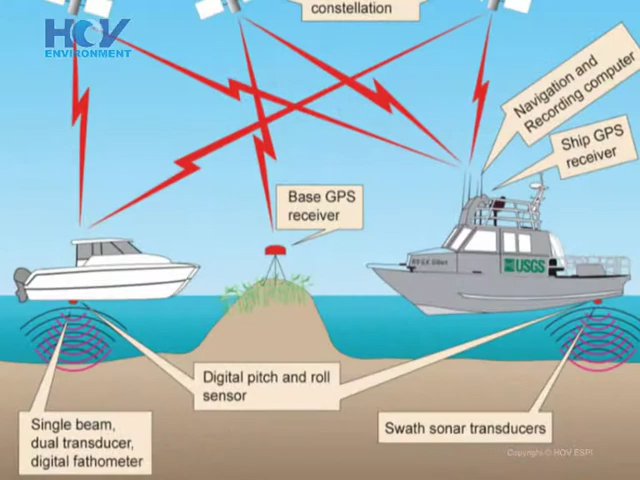 constellation
HOV
ENVIRONMENT
Navigation and
Recording computer
Ship GPS
receiver
Base GPS
receiver
USGS
Digital pitch and roll
sensor
Single beam,
dual transducer,
digital fathometer
Swath sonar transducers
Copyright © HOV ESPI